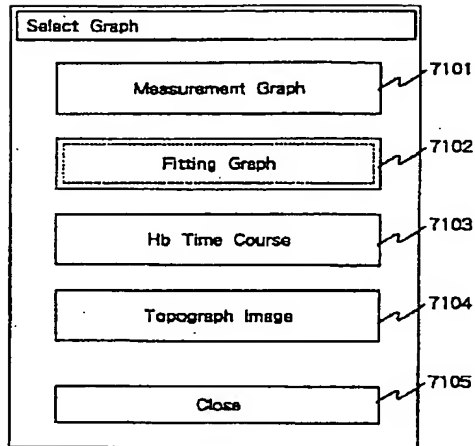 Select Graph
Measurement Graph
7101
Fitting Graph
7102
Hb Time Course
7103
Topograph Image
7104
Close
7105